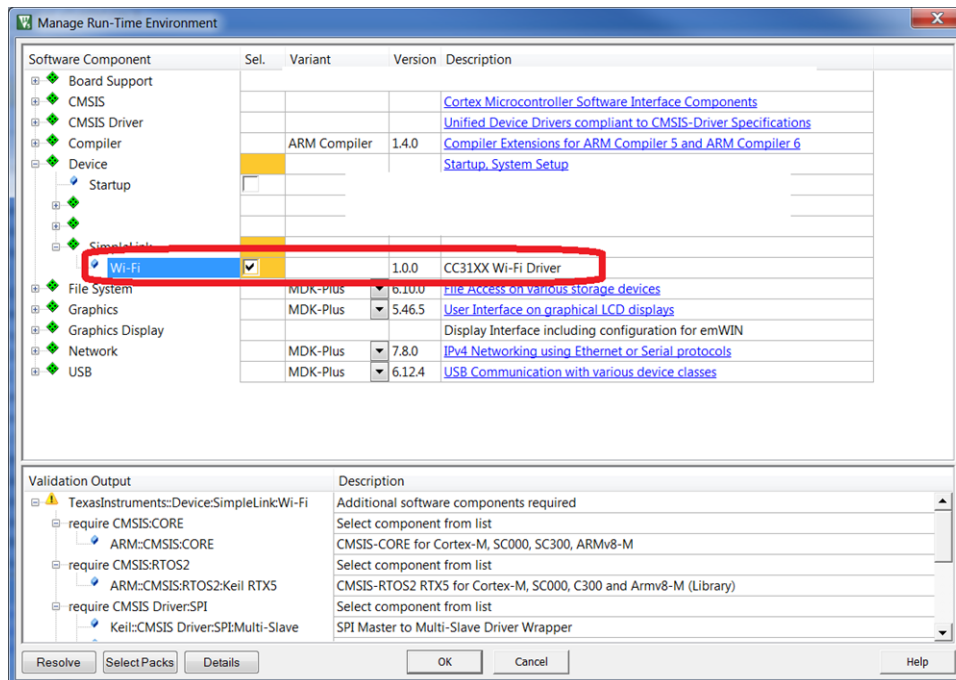 Manage Run-Time Environment
Software Component Sel. Variant Version Description
Board Support
CMSIS Cortex Microcontroller Software Interface Components
CMSIS Driver Unified Device Drivers compliant to CMSIS-Driver Specifications
Compiler ARM Compiler 1.4.0 Compiler Extensions for ARM Compiler 5 and ARM Compiler 6
Device Startup, System Setup
Startup
SimpleLink
Wi-Fi 1.0.0 CC31XX Wi-Fi Driver
File System MDK-Plus 6.10.0 File Access on various storage devices
Graphics MDK-Plus 5.46.5 User Interface on graphical LCD displays
Graphics Display Display Interface including configuration for emWIN
Network MDK-Plus 7.8.0 IPv4 Networking using Ethernet or Serial protocols
USB MDK-Plus 6.12.4 USB Communication with various device classes
Validation Output Description
TexasInstruments::Device:SimpleLink:Wi-Fi Additional software components required
require CMSIS:CORE Select component from list
ARM::CMSIS:CORE CMSIS-CORE for Cortex-M, SC000, SC300, ARMv8-M
require CMSIS:RTOS2 Select component from list
ARM::CMSIS:RTOS2:Keil RTX5 CMSIS-RTOS2 RTX5 for Cortex-M, SC000, C300 and Armv8-M (Library)
require CMSIS Driver:SPI Select component from list
Keil::CMSIS Driver:SPI:Multi-Slave SPI Master to Multi-Slave Driver Wrapper
Resolve Select Packs Details OK Cancel Help